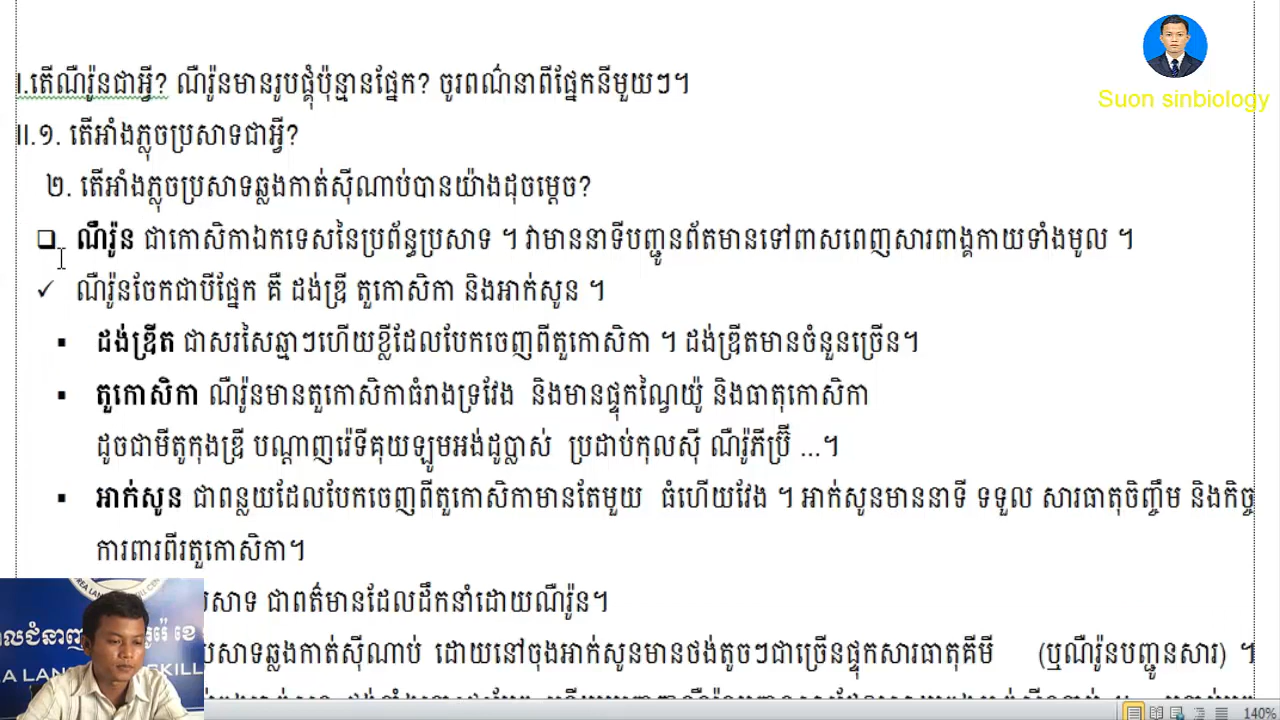 Suon sinbiology
I.តើណឺរ៉ូនជាអ្វី? ណឺរ៉ូនមានរូបផ្គុំប៉ុន្មានផ្នែក? ចូរពណ៌នាពីផ្នែកនីមួយៗ។
II.១. តើអាំងភ្លុចប្រសាទជាអ្វី?
២. តើអាំងភ្លុចប្រសាទឆ្លងកាត់ស៊ីណាប់បានយ៉ាងដុចម្តេច?
ណឺរ៉ូន ជាកោសិកាឯកទេសនៃប្រព័ន្ធប្រសាទ ។ វាមាននាទីបញ្ជូនព័តមានទៅពាសពេញសារពាង្គកាយទាំងមូល ។
ណឺរ៉ូនចែកជាបីផ្នែក គឺ ដង់ឌ្រី តួកោសិកា និងអាក់សូន ។
ដង់ឌ្រីត ជាសរសៃឆ្មាៗហើយខ្លីដែលបែកចេញពីតួកោសិកា ។ ដង់ឌ្រីតមានចំនួនច្រើន។
តួកោសិកា ណឺរ៉ូនមានតួកោសិកាធំរាងទ្រវែង និងមានផ្ទុកណ្វៃយ៉ូ និងធាតុកោសិកា
ដូចជាមីតូកុងឌ្រី បណ្តាញរ៉េទីគុយឡូមអង់ដូប្លាស់ ប្រដាប់កុលស៊ី ណឺរ៉ូភីប្រ៊ី ...។
អាក់សូន ជាពន្លយដែលបែកចេញពីតួកោសិកាមានតែមួយ ធំហើយវែង ។ អាក់សូនមាននាទី ទទួល សារធាតុចិញ្ចឹម និងកិច្ច
ការពារពីរតួកោសិកា។
ប្រសាទ ជាពត៌មានដែលដឹកនាំដោយណឺរ៉ូន។
ប្រសាទឆ្លងកាត់ស៊ីណាប់ ដោយនៅចុងអាក់សូនមានថង់តូចៗជាច្រើនផ្ទុកសារធាតុគីមី (ឬណឺរ៉ូនបញ្ជូនសារ) ។
140%